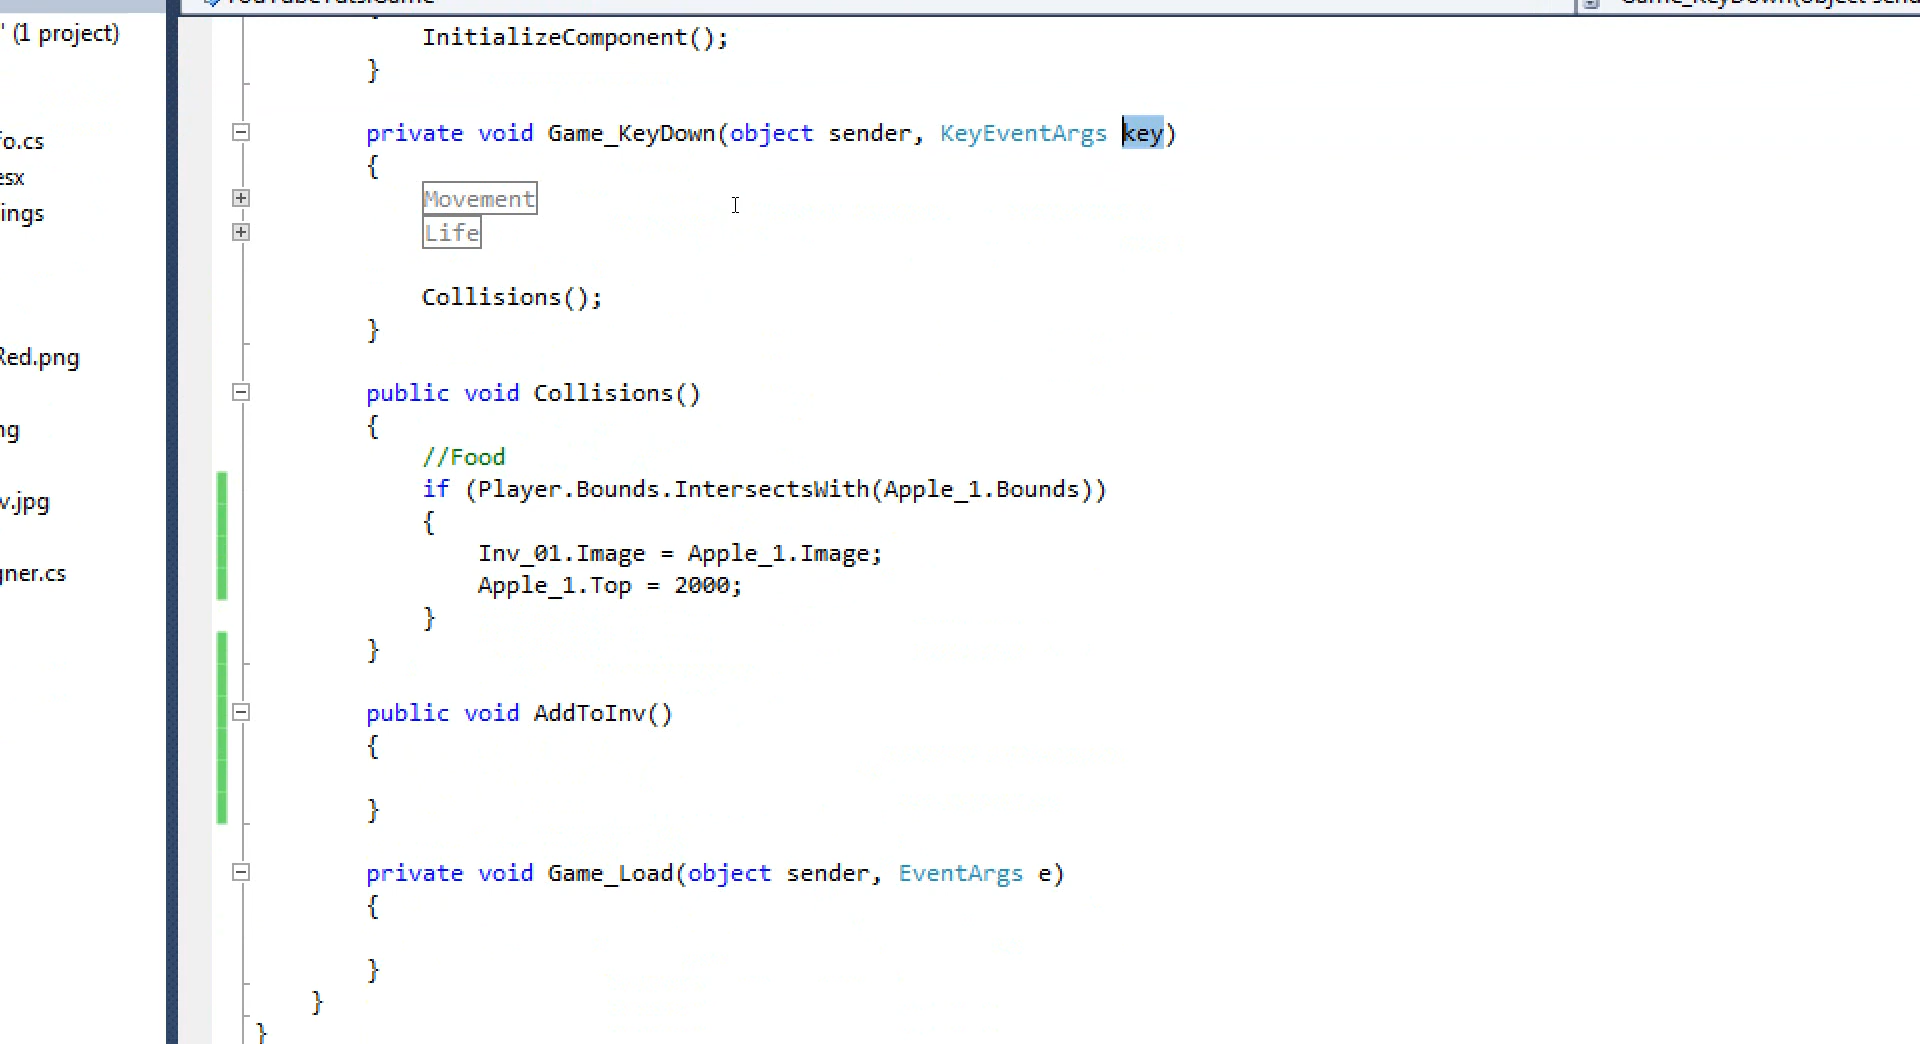 " (1 project)
InitializeComponent();
}
private void Game_KeyDown(object sender, KeyEventArgs key)
{
fo.cs
esx
Movement
ings
Life
Collisions();
}
Red.png
public void Collisions()
{
ng
//Food
if (Player.Bounds.IntersectsWith(Apple_1.Bounds))
v.jpg
{
Inv_01.Image = Apple_1.Image;
gner.cs
Apple_1.Top = 2000;
}
}
public void AddToInv()
{
}
private void Game_Load(object sender, EventArgs e)
{
}
}
}